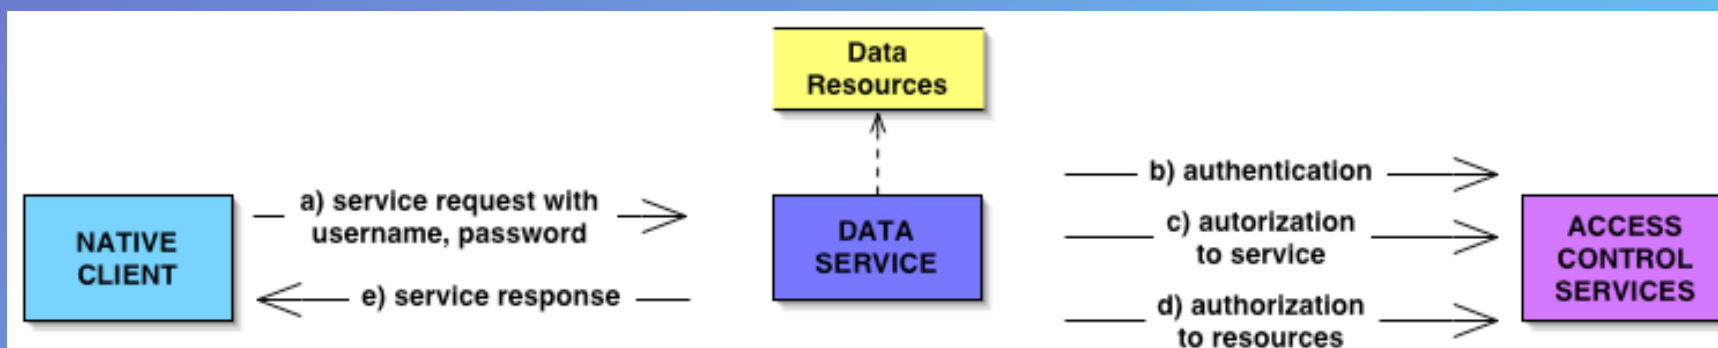 Data
Resources
NATIVE
CLIENT
a) service request with
username, password
e) service response
DATA
SERVICE
b) authentication
c) autorization
to service
d) authorization
to resources
ACCESS
CONTROL
SERVICES